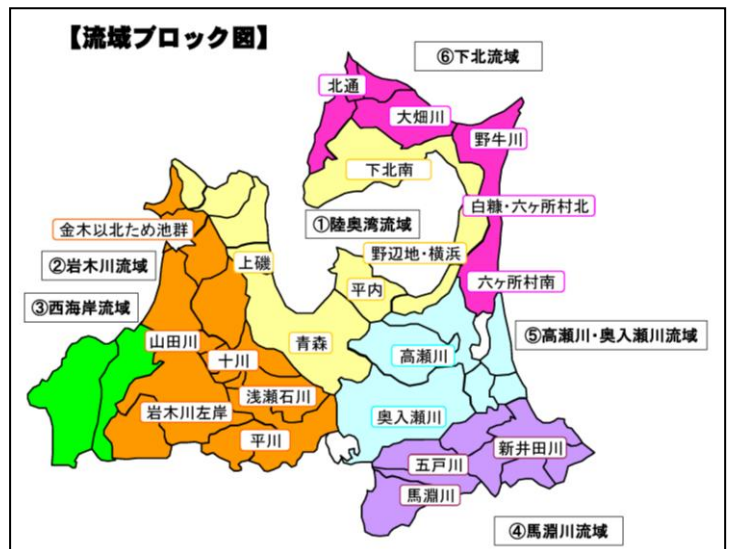 【流域ブロック図】
⑥下北流域
北通
大畑川
野牛川
下北南
白糠・六ヶ所村北
①陸奥湾流域
金木以北ため池群
野辺地・横浜
②岩木川流域
上磯
六ヶ所村南
平内
③西海岸流域
⑤高瀬川・奥入瀬川流域
山田川
青森
高瀬川
十川
浅瀬石川
岩木川左岸
奥入瀬川
平川
新井田川
五戸川
馬淵川
④馬淵川流域